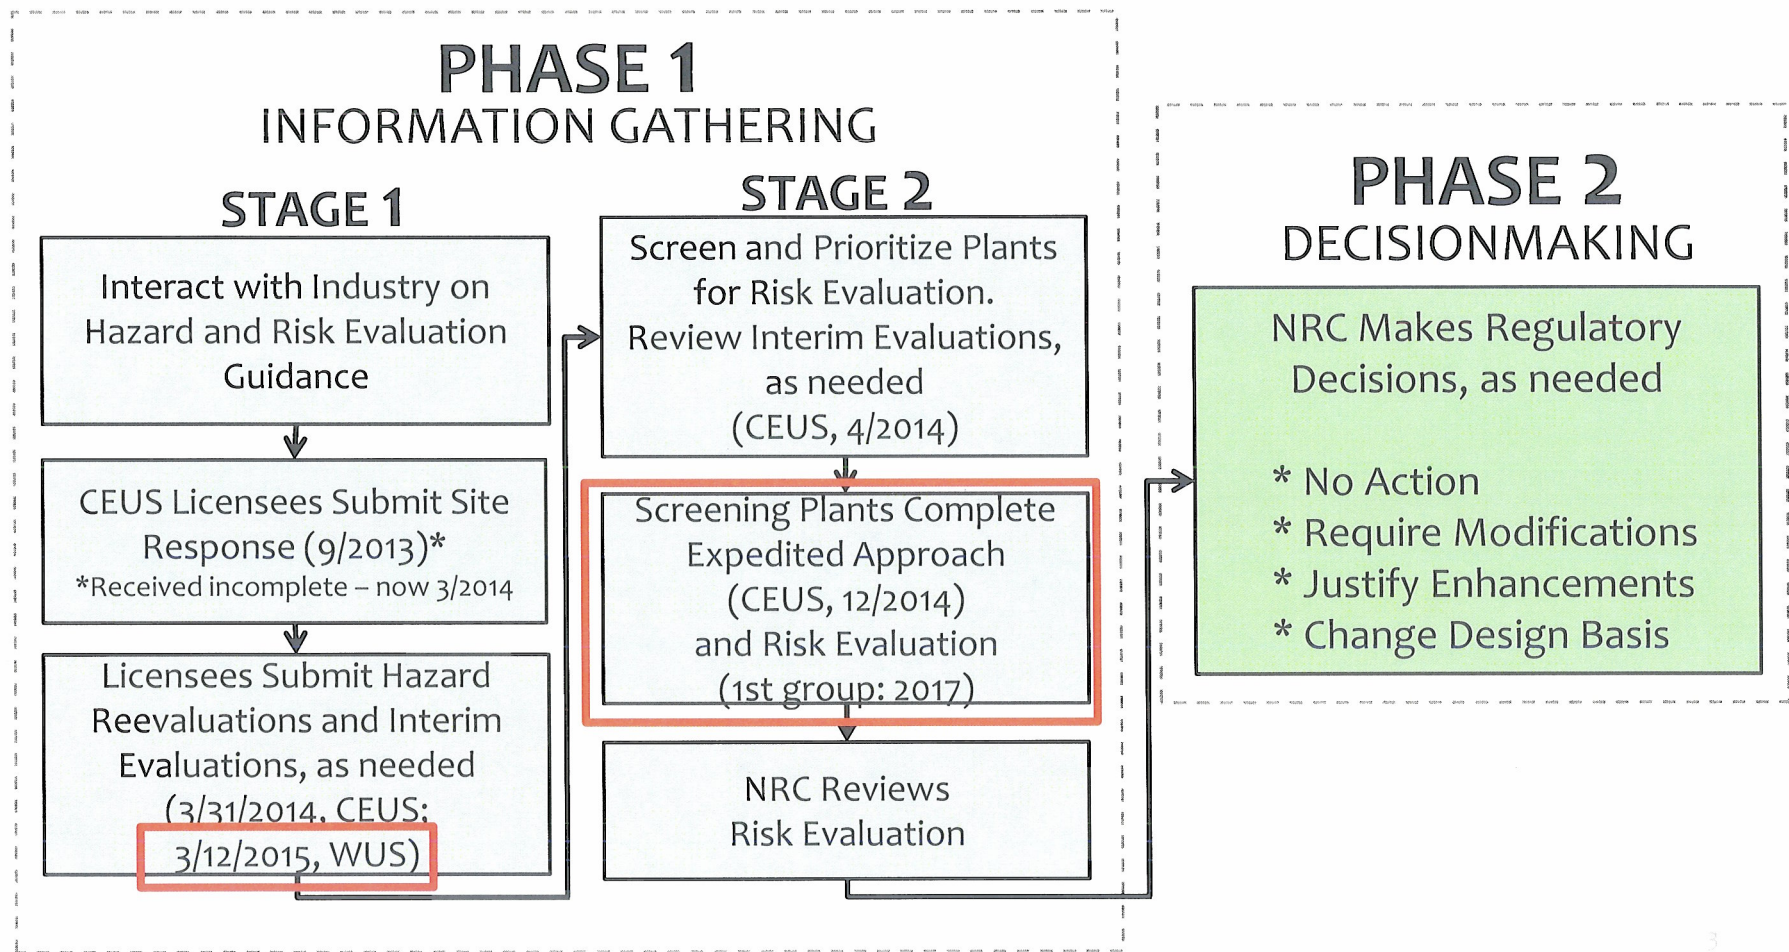 PHASE 1
INFORMATION GATHERING
STAGE 1
Interact with Industry on
Hazard and Risk Evaluation
Guidance
CEUS Licensees Submit Site
Response (9/2013)*
*Received incomplete – now 3/2014
Licensees Submit Hazard
Reevaluations and Interim
Evaluations, as needed
(3/31/2014, CEUS;
3/12/2015, WUS)
STAGE 2
Screen and Prioritize Plants
for Risk Evaluation.
Review Interim Evaluations,
as needed
(CEUS, 4/2014)
Screening Plants Complete
Expedited Approach
(CEUS, 12/2014)
and Risk Evaluation
(1st group: 2017)
NRC Reviews
Risk Evaluation
PHASE 2
DECISIONMAKING
NRC Makes Regulatory
Decisions, as needed
* No Action
* Require Modifications
* Justify Enhancements
* Change Design Basis